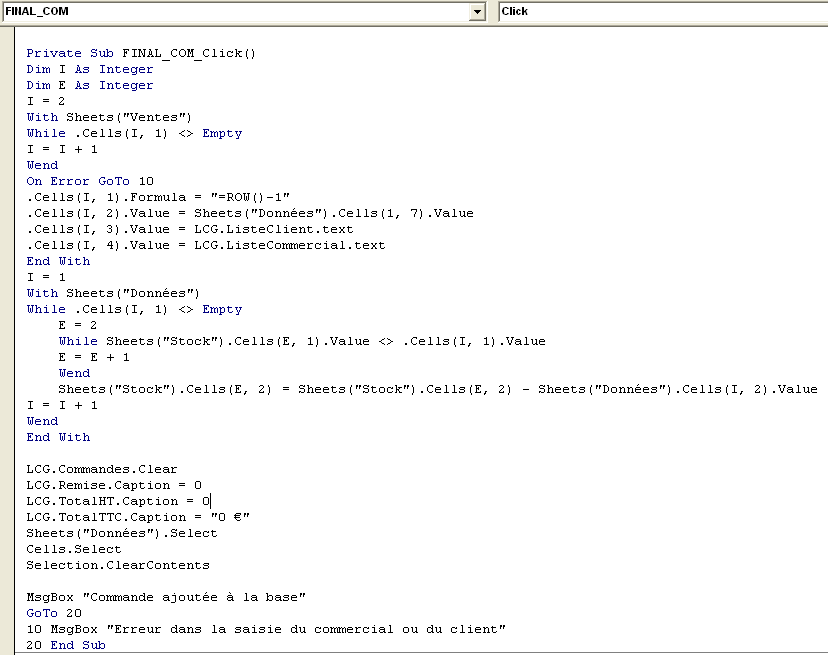 FINAL_COM
Click
Private Sub FINAL_COM_Click()
Dim I As Integer
Dim E As Integer
I = 2
With Sheets("Ventes")
While .Cells(I, 1) <> Empty
I = I + 1
Wend
On Error GoTo 10
.Cells(I, 1).Formula = "=ROW()-1"
.Cells(I, 2).Value = Sheets("Données").Cells(1, 7).Value
.Cells(I, 3).Value = LCG.ListeClient.text
.Cells(I, 4).Value = LCG.ListeCommercial.text
End With
I = 1
With Sheets("Données")
While .Cells(I, 1) <> Empty
    E = 2
    While Sheets("Stock").Cells(E, 1).Value <> .Cells(I, 1).Value
    E = E + 1
    Wend
    Sheets("Stock").Cells(E, 2) = Sheets("Stock").Cells(E, 2) - Sheets("Données").Cells(I, 2).Value
I = I + 1
Wend
End With
LCG.Commandes.Clear
LCG.Remise.Caption = 0
LCG.TotalHT.Caption = 0
LCG.TotalTTC.Caption = "0 €"
Sheets("Données").Select
Cells.Select
Selection.ClearContents
MsgBox "Commande ajoutée à la base"
GoTo 20
10 MsgBox "Erreur dans la saisie du commercial ou du client"
20 End Sub